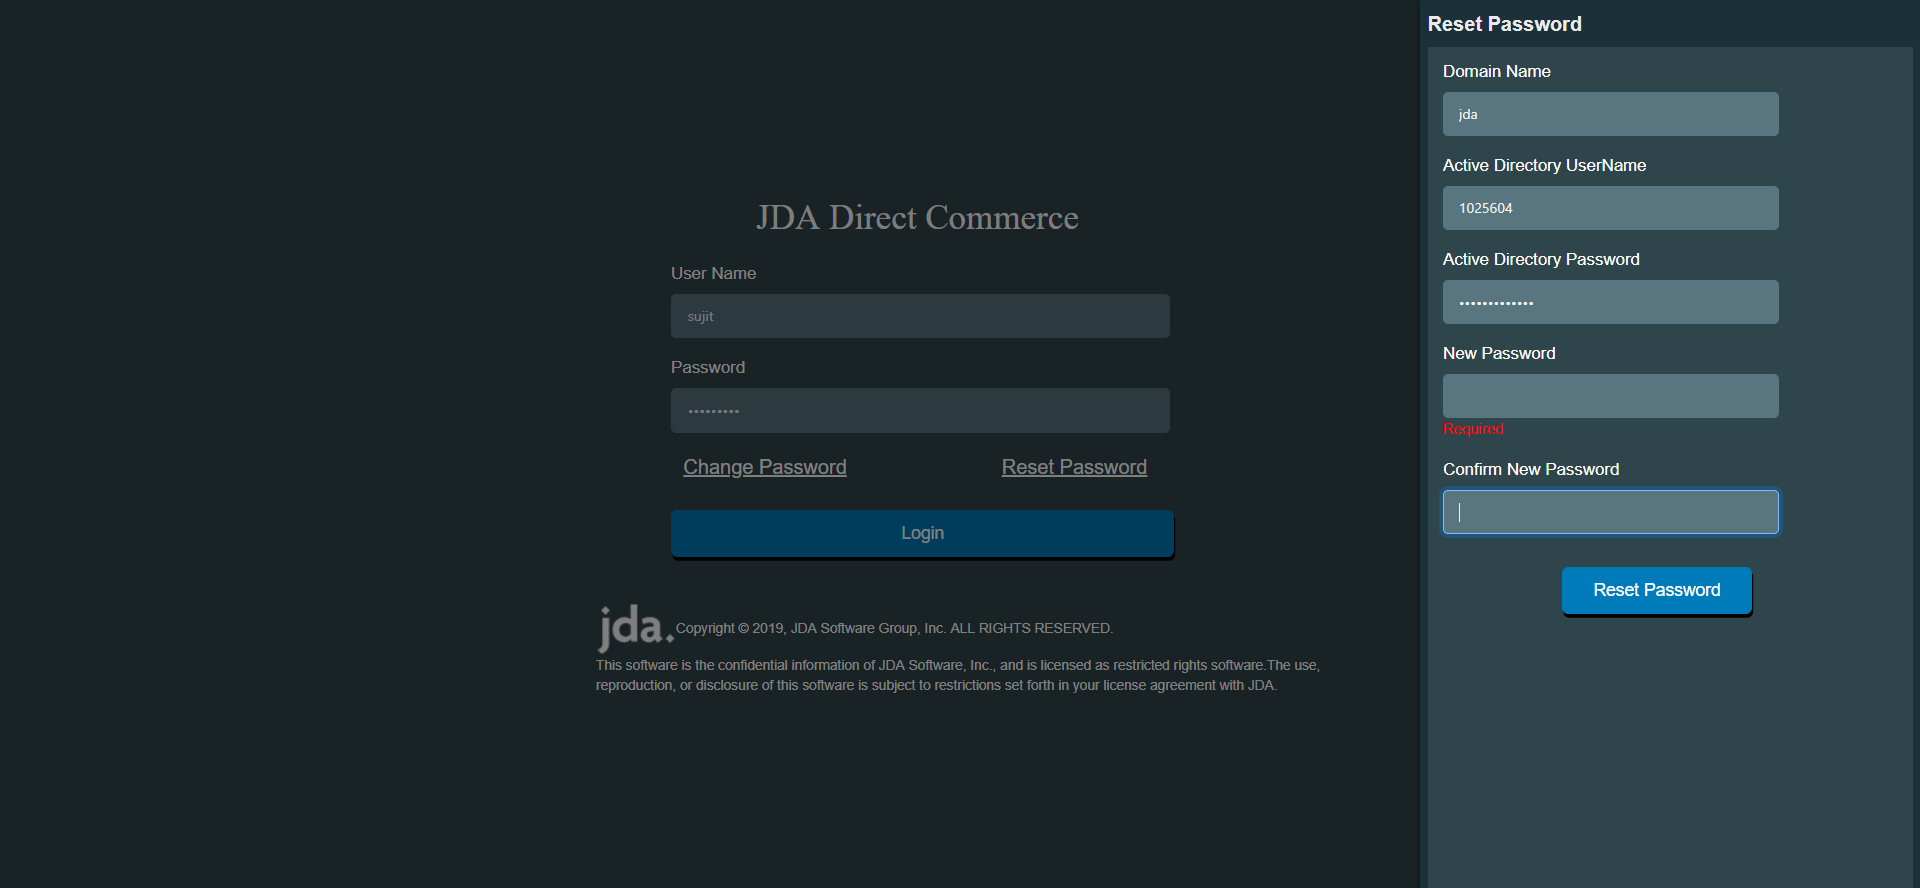 JDA Direct Commerce
User Name
sujit
Password
•••••••••
Change Password
Reset Password
Login
jda.
Copyright © 2019, JDA Software Group, Inc. ALL RIGHTS RESERVED.
This software is the confidential information of JDA Software, Inc., and is licensed as restricted rights software.The use,
reproduction, or disclosure of this software is subject to restrictions set forth in your license agreement with JDA.
Reset Password
Domain Name
jda
Active Directory UserName
1025604
Active Directory Password
•••••••••••••
New Password
Required
Confirm New Password
Reset Password